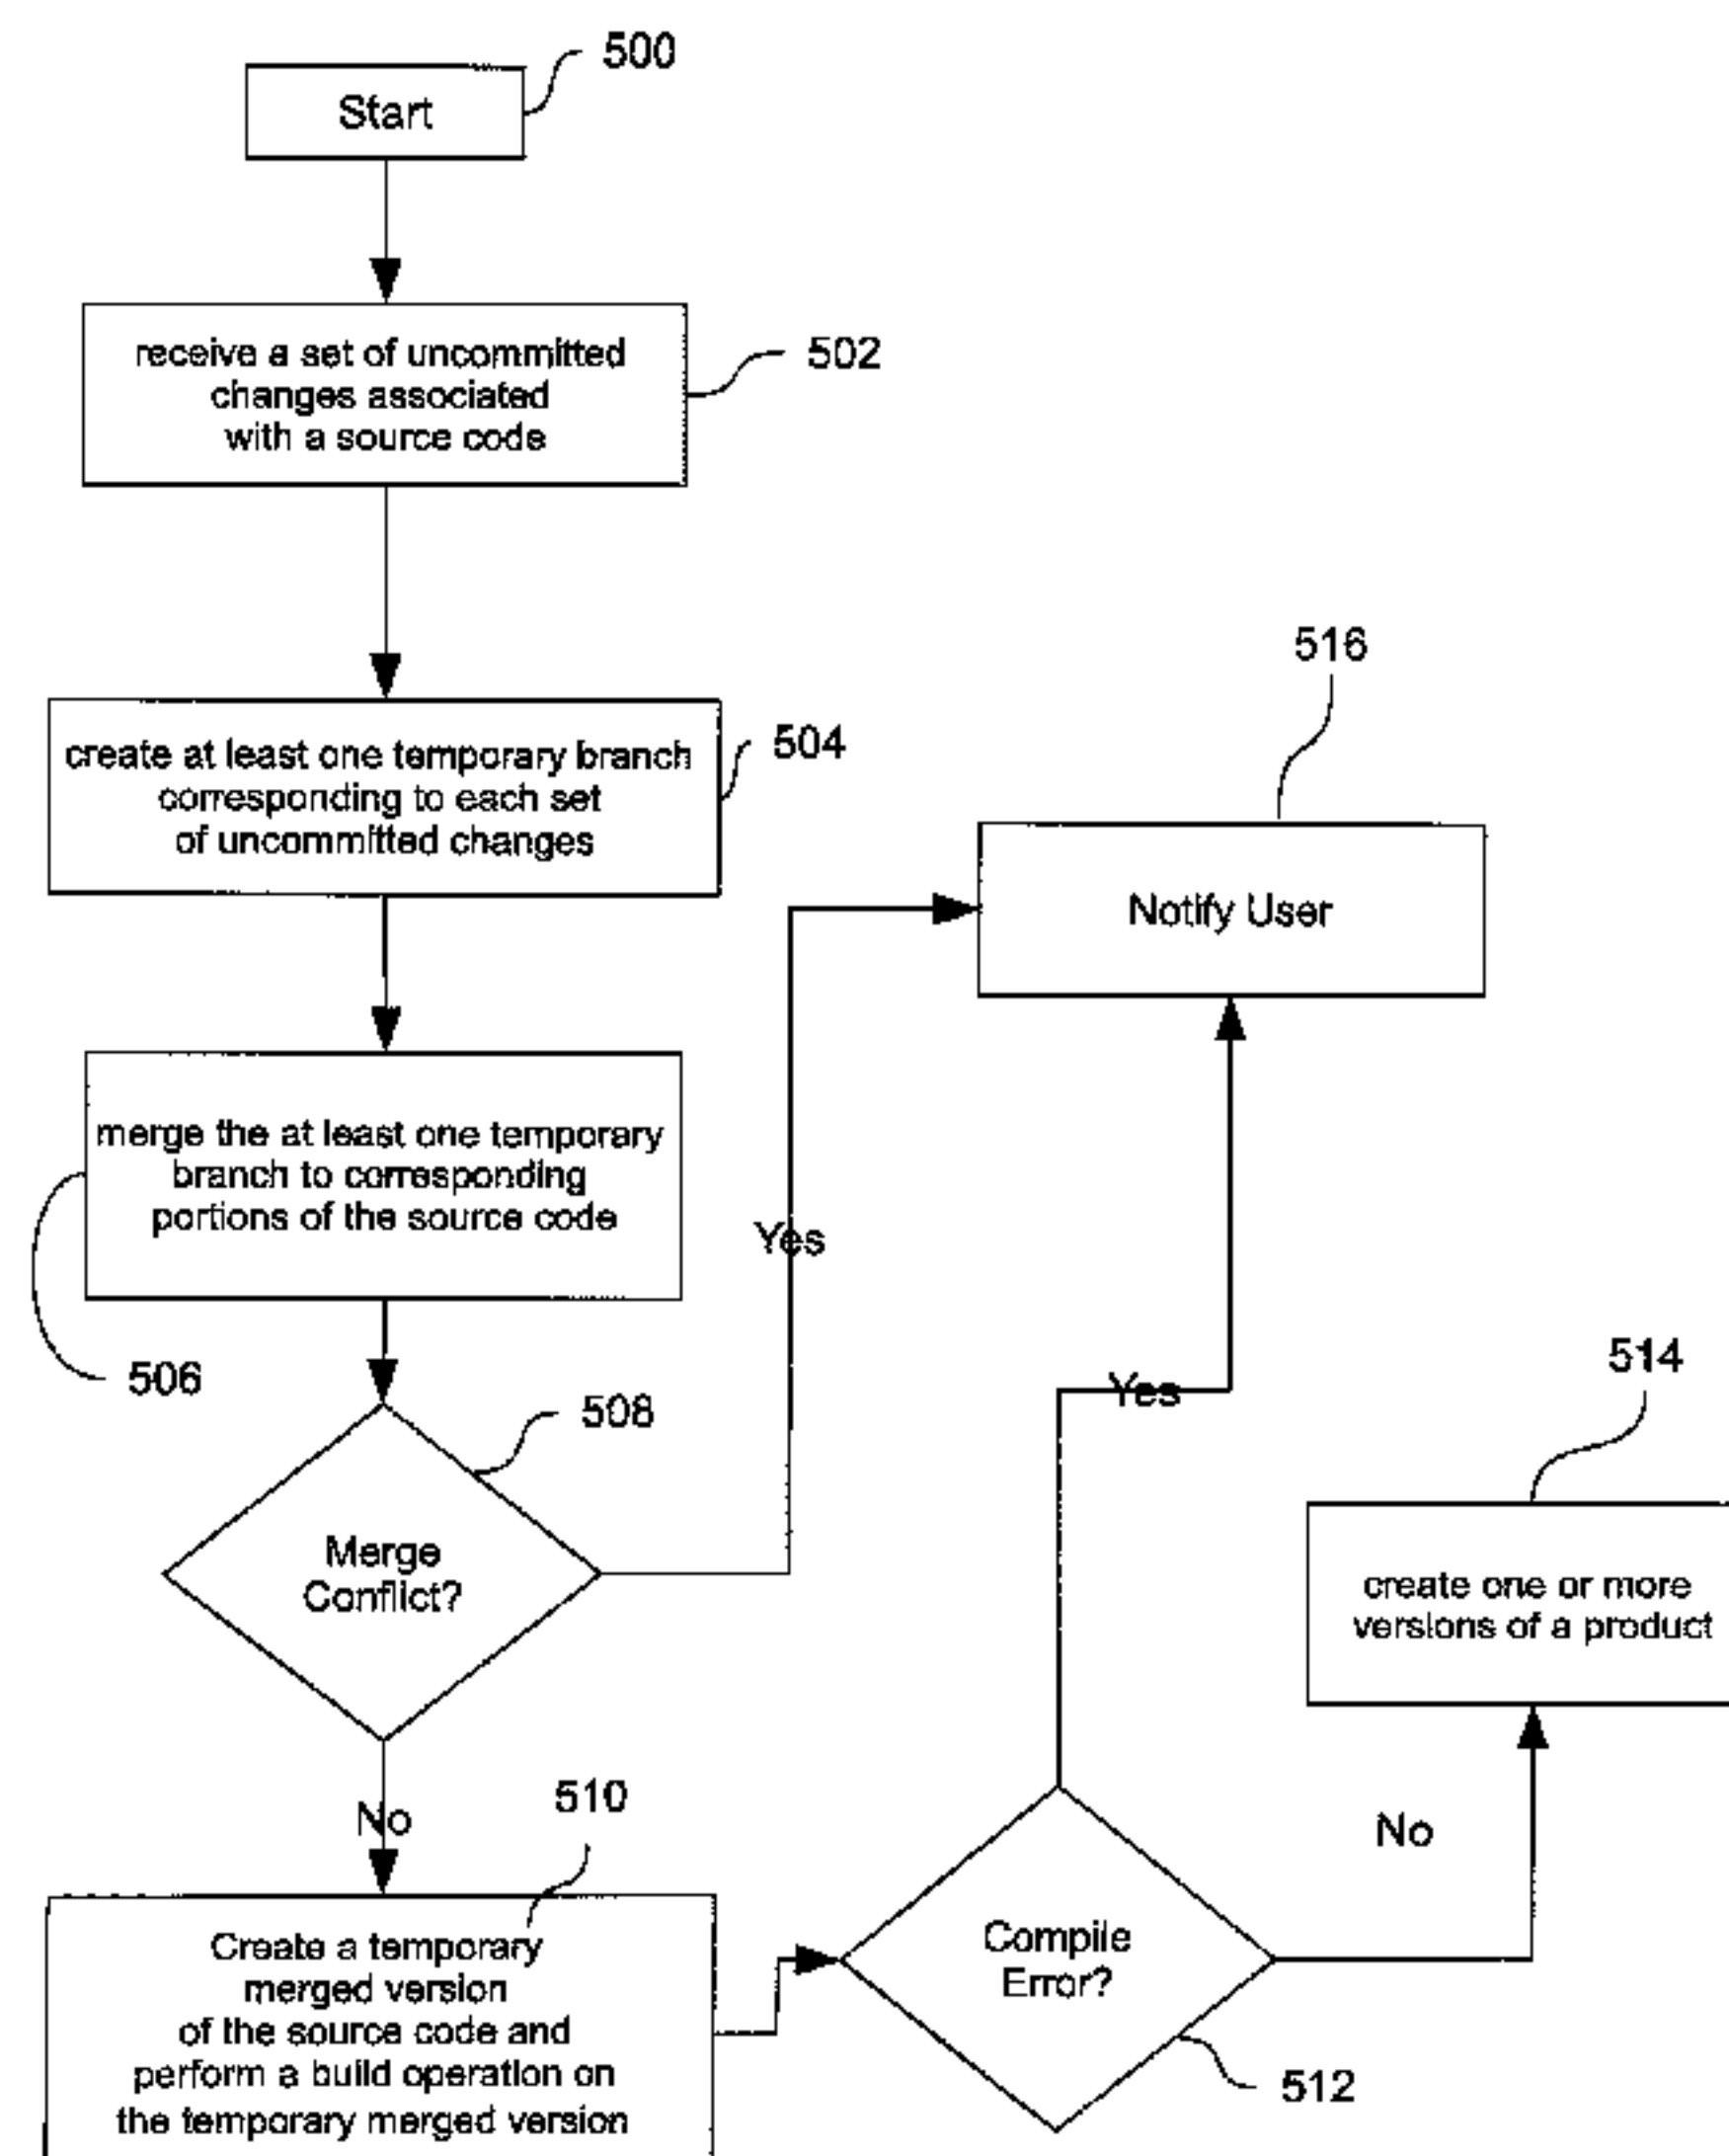 500
Start
receive a set of uncommitted
changes associated
with a source code
502
create at least one temporary branch
corresponding to each set
of uncommitted changes
504
516
Notify User
merge the at least one temporary
branch to corresponding
portions of the source code
506
Yes
Yes
514
508
Merge
Conflict?
create one or more
versions of a product
No
510
No
Create a temporary
merged version
of the source code and
perform a build operation on
the temporary merged version
Compile
Error?
512